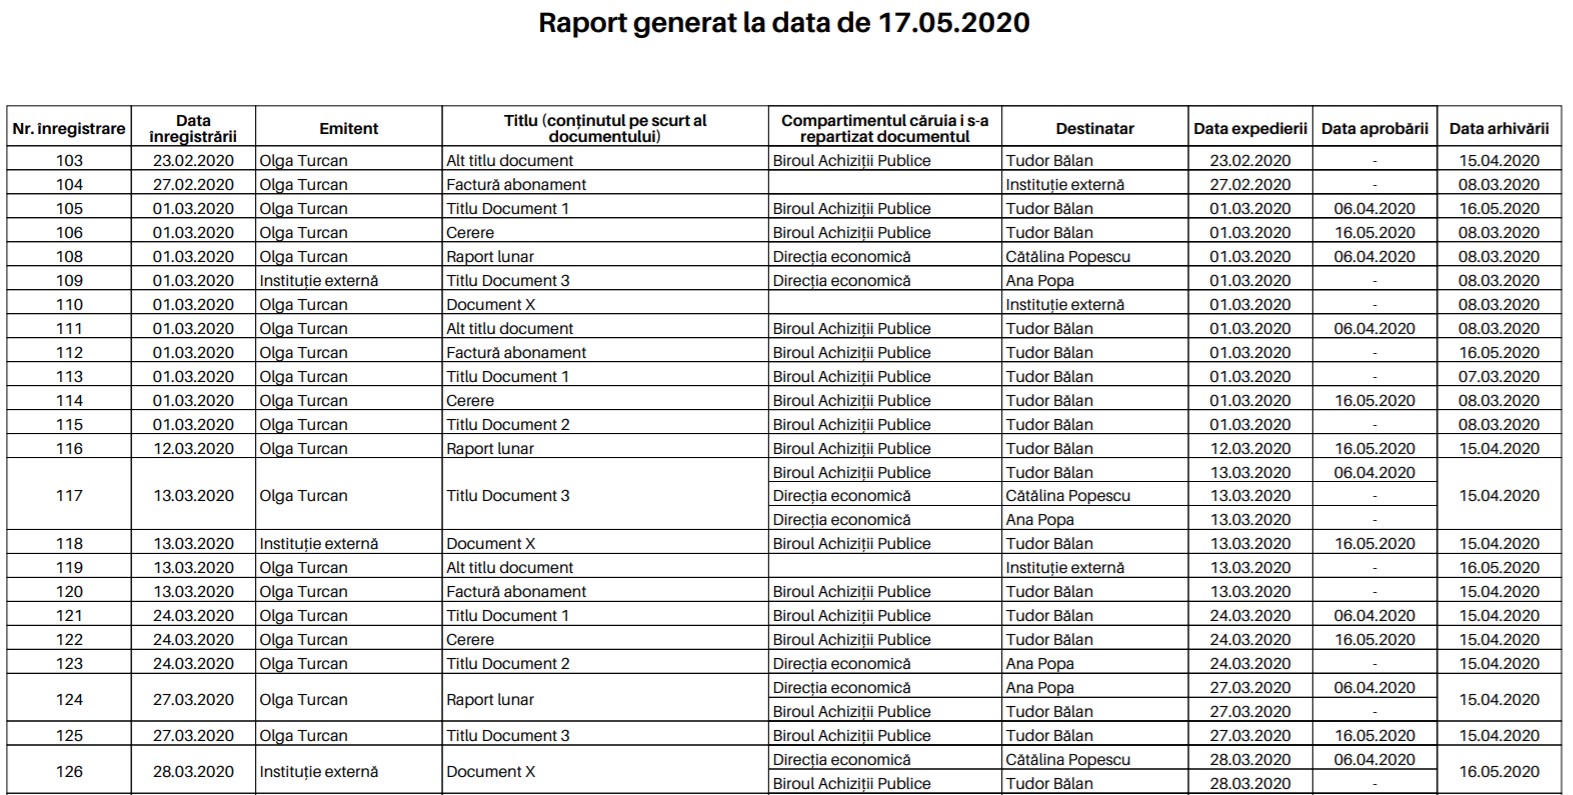 Raport generat la data de 17.05.2020
Nr. înregistrare Data înregistrării Emitent Titlu (conținutul pe scurt al documentului) Compartimentul căruia i s-a repartizat documentul Destinatar Data expedierii Data aprobării Data arhivării
103 23.02.2020 Olga Turcan Alt titlu document Biroul Achiziții Publice Tudor Bălan 23.02.2020 - 15.04.2020
104 27.02.2020 Olga Turcan Factură abonament Instituție externă 27.02.2020 - 08.03.2020
105 01.03.2020 Olga Turcan Titlu Document 1 Biroul Achiziții Publice Tudor Bălan 01.03.2020 06.04.2020 16.05.2020
106 01.03.2020 Olga Turcan Cerere Biroul Achiziții Publice Tudor Bălan 01.03.2020 16.05.2020 08.03.2020
108 01.03.2020 Olga Turcan Raport lunar Direcția economică Cătălina Popescu 01.03.2020 06.04.2020 08.03.2020
109 01.03.2020 Instituție externă Titlu Document 3 Direcția economică Ana Popa 01.03.2020 - 08.03.2020
110 01.03.2020 Olga Turcan Document X Instituție externă 01.03.2020 - 08.03.2020
111 01.03.2020 Olga Turcan Alt titlu document Biroul Achiziții Publice Tudor Bălan 01.03.2020 06.04.2020 08.03.2020
112 01.03.2020 Olga Turcan Factură abonament Biroul Achiziții Publice Tudor Bălan 01.03.2020 - 16.05.2020
113 01.03.2020 Olga Turcan Titlu Document 1 Biroul Achiziții Publice Tudor Bălan 01.03.2020 - 07.03.2020
114 01.03.2020 Olga Turcan Cerere Biroul Achiziții Publice Tudor Bălan 01.03.2020 16.05.2020 08.03.2020
115 01.03.2020 Olga Turcan Titlu Document 2 Biroul Achiziții Publice Tudor Bălan 01.03.2020 - 08.03.2020
116 12.03.2020 Olga Turcan Raport lunar Biroul Achiziții Publice Tudor Bălan 12.03.2020 16.05.2020 15.04.2020
117 13.03.2020 Olga Turcan Titlu Document 3 Biroul Achiziții Publice Tudor Bălan 13.03.2020 06.04.2020 15.04.2020
Direcția economică Cătălina Popescu 13.03.2020 -
Direcția economică Ana Popa 13.03.2020 -
118 13.03.2020 Instituție externă Document X Biroul Achiziții Publice Tudor Bălan 13.03.2020 16.05.2020 15.04.2020
119 13.03.2020 Olga Turcan Alt titlu document Instituție externă 13.03.2020 - 16.05.2020
120 13.03.2020 Olga Turcan Factură abonament Biroul Achiziții Publice Tudor Bălan 13.03.2020 - 15.04.2020
121 24.03.2020 Olga Turcan Titlu Document 1 Biroul Achiziții Publice Tudor Bălan 24.03.2020 06.04.2020 15.04.2020
122 24.03.2020 Olga Turcan Cerere Biroul Achiziții Publice Tudor Bălan 24.03.2020 16.05.2020 15.04.2020
123 24.03.2020 Olga Turcan Titlu Document 2 Direcția economică Ana Popa 24.03.2020 - 15.04.2020
124 27.03.2020 Olga Turcan Raport lunar Direcția economică Ana Popa 27.03.2020 06.04.2020 15.04.2020
Biroul Achiziții Publice Tudor Bălan 27.03.2020 -
125 27.03.2020 Olga Turcan Titlu Document 3 Biroul Achiziții Publice Tudor Bălan 27.03.2020 16.05.2020 15.04.2020
126 28.03.2020 Instituție externă Document X Direcția economică Cătălina Popescu 28.03.2020 06.04.2020 16.05.2020
Biroul Achiziții Publice Tudor Bălan 28.03.2020 -